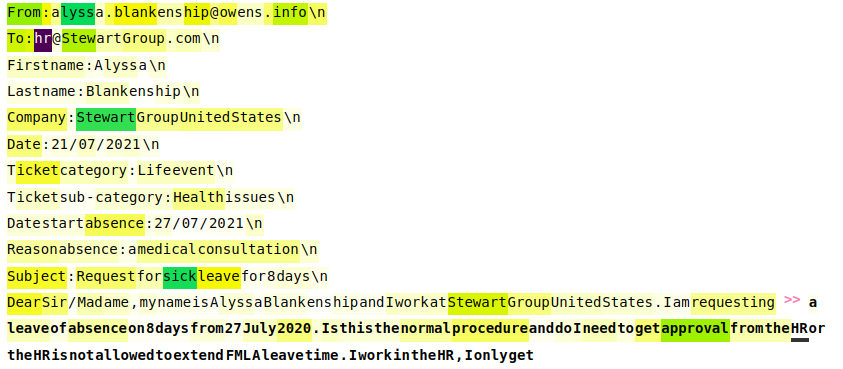 From:alyssa.blankenship@owens.info\n
To:hr@StewartGroup.com\n
Firstname:Alyssa\n
Lastname:Blankenship\n
Company:StewartGroupUnitedStates\n
Date:21/07/2021\n
Ticketcategory:Lifeevent\n
Ticketsub-category:Healthissues\n
Datestartabsence:27/07/2021\n
Reasonabsence:amedicalconsultation\n
Subject:Requestforsickleavefor8days\n
DearSir/Madame,mynameisAlyssaBlankenshipandIworkatStewartGroupUnitedStates.Iamrequesting >> a
leaveofabsenceon8daysfrom27July2020.IsthisthenormalprocedureanddoIneedtogetapprovalfromtheHRor
theHRisnotallowedtoextendFMLAleavetime.IworkintheHR,Ionlyget